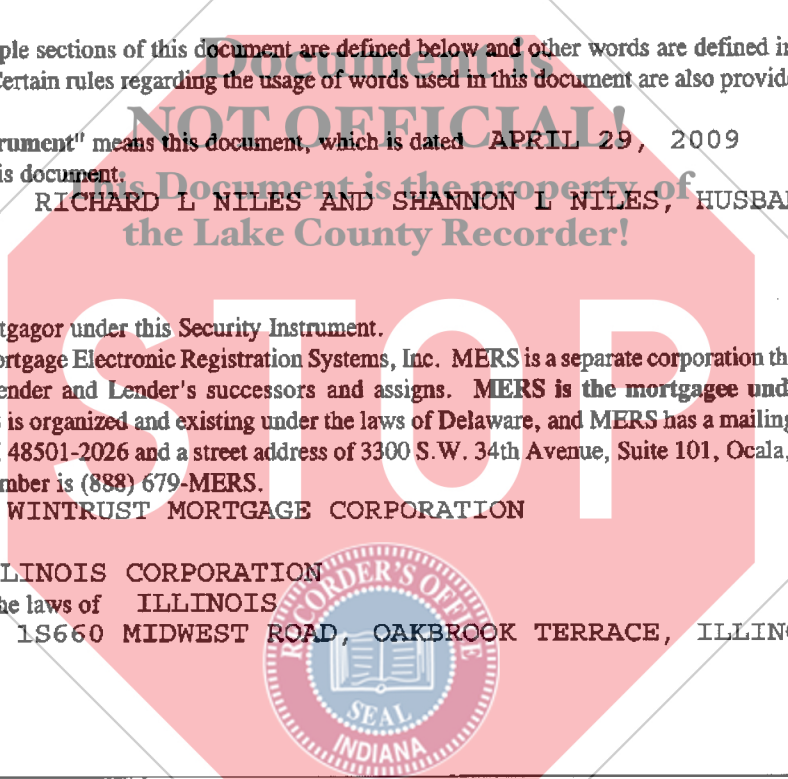 ple sections of this document are defined below and other words are defined in
Certain rules regarding the usage of words used in this document are also provide
Document is
NOT OFFICIAL!
rument" means this document, which is dated APRIL 29, 2009
is document.
This Document is the property of
RICHARD L NILES AND SHANNON L NILES, HUSBA
the Lake County Recorder!
STOP
tgagor under this Security Instrument.
ortgage Electronic Registration Systems, Inc. MERS is a separate corporation th
ender and Lender's successors and assigns. MERS is the mortgagee und
is organized and existing under the laws of Delaware, and MERS has a mailing
48501-2026 and a street address of 3300 S.W. 34th Avenue, Suite 101, Ocala,
mber is (888) 679-MERS.
WINTRUST MORTGAGE CORPORATION
LINOIS CORPORATION
he laws of ILLINOIS
1S660 MIDWEST ROAD, OAKBROOK TERRACE, ILLIN
RECORDER'S OFFICE
SEAL
INDIANA